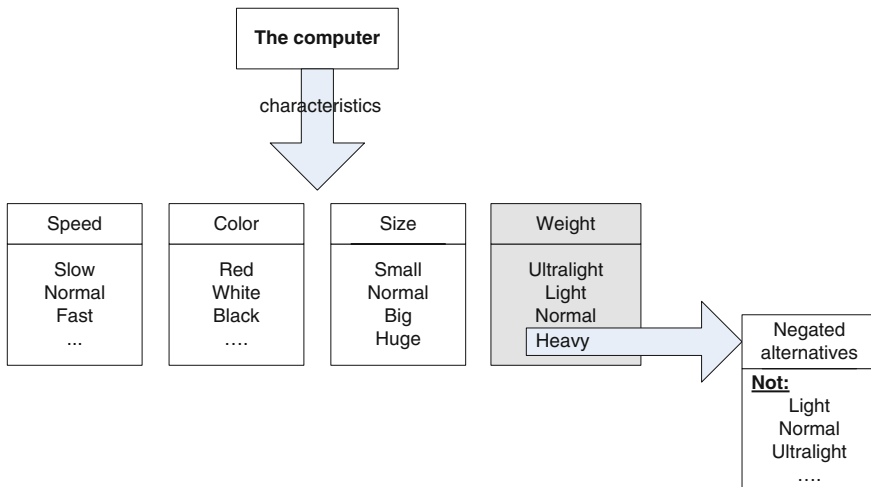 The computer
characteristics
Speed
Slow
Normal
Fast
...
Color
Red
White
Black
....
Size
Small
Normal
Big
Huge
Weight
Ultralight
Light
Normal
Heavy
Negated
alternatives
Not:
Light
Normal
Ultralight
....